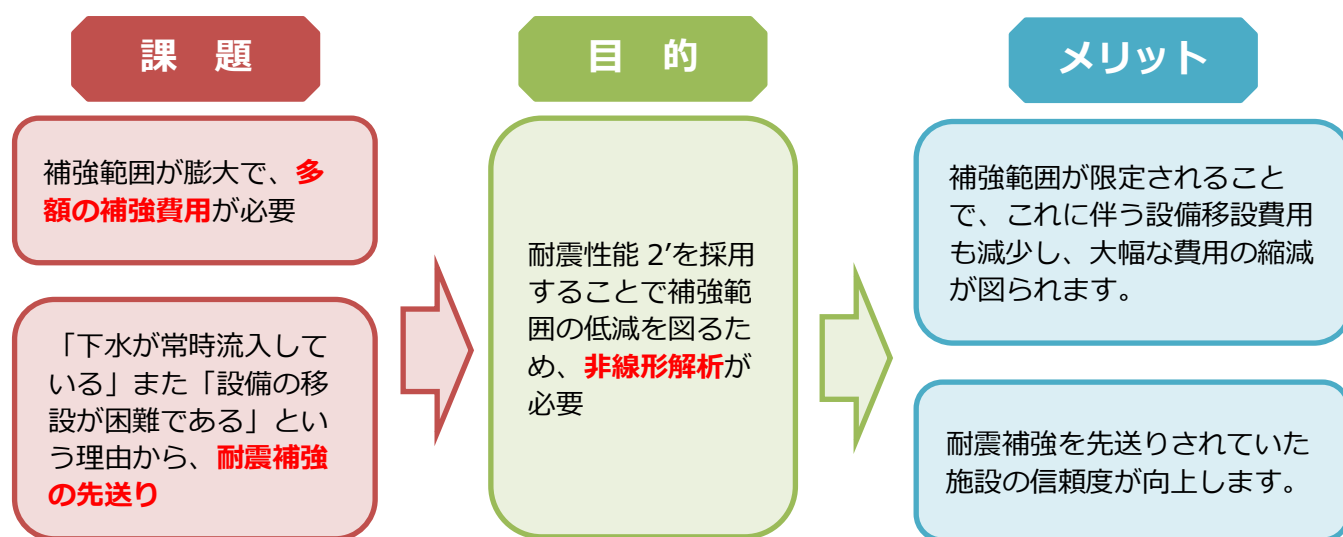 課　題
補強範囲が膨大で、多
額の補強費用が必要
「下水が常時流入して
いる」また「設備の移
設が困難である」とい
う理由から、耐震補強
の先送り
目　的
耐震性能 2’を採用
することで補強範
囲の低減を図るた
め、非線形解析が
必要
メリット
補強範囲が限定されること
で、これに伴う設備移設費用
も減少し、大幅な費用の縮減
が図られます。
耐震補強を先送りされていた
施設の信頼度が向上します。